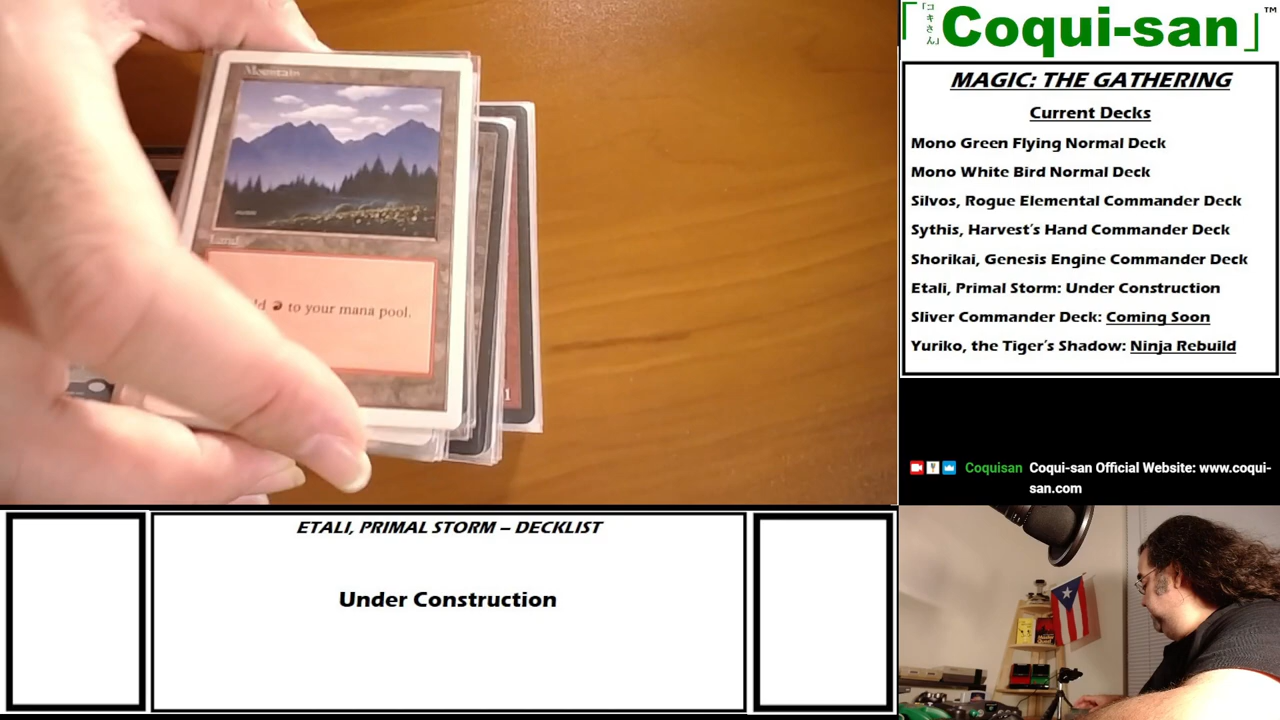 Mountain
Land
to your mana pool.
1
「コキさん」
Coqui-san
TM
MAGIC: THE GATHERING
Current Decks
Mono Green Flying Normal Deck
Mono White Bird Normal Deck
Silvos, Rogue Elemental Commander Deck
Sythis, Harvest's Hand Commander Deck
Shorikai, Genesis Engine Commander Deck
Etali, Primal Storm: Under Construction
Sliver Commander Deck: Coming Soon
Yuriko, the Tiger's Shadow: Ninja Rebuild
Coquisan Coqui-san Official Website: www.coqui-
san.com
ETALI, PRIMAL STORM – DECKLIST
Under Construction